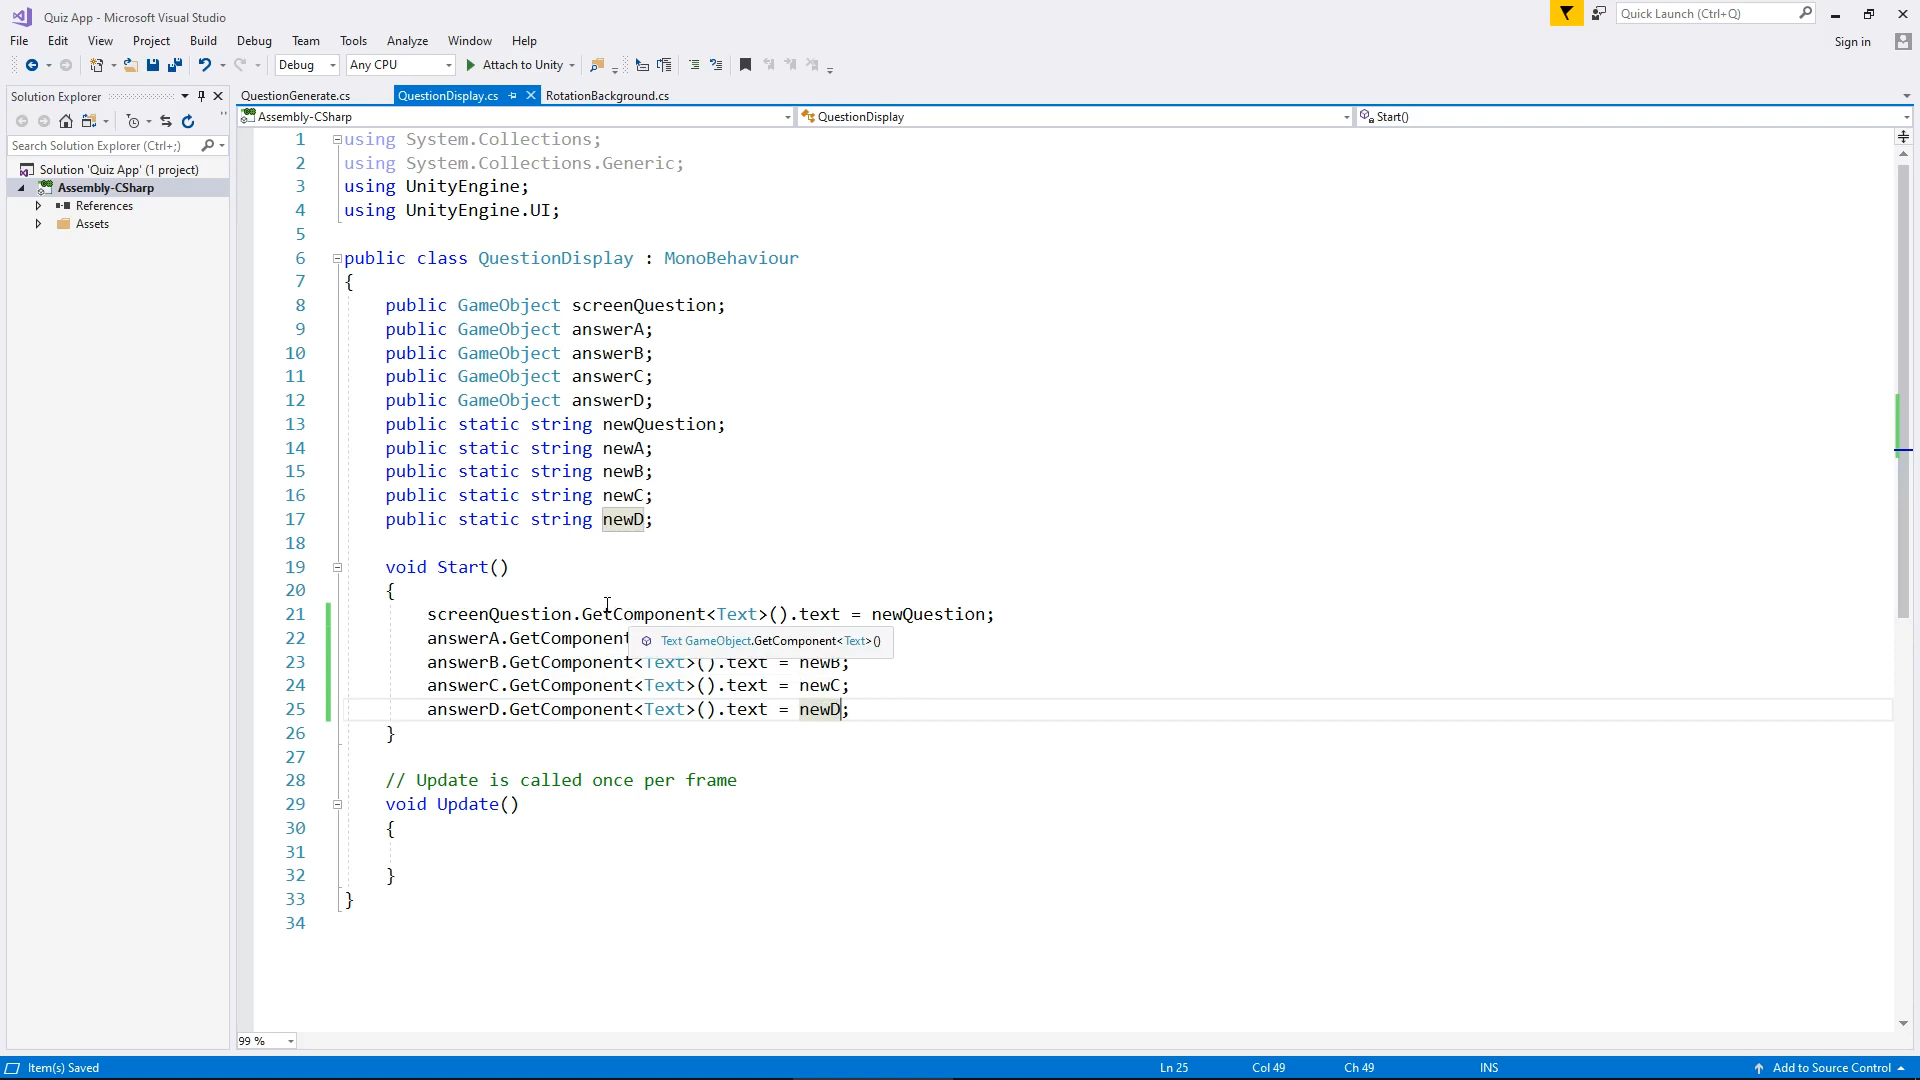 Quiz App - Microsoft Visual Studio
Quick Launch (Ctrl+Q)
File Edit View Project Build Debug Team Tools Analyze Window Help
Sign in
Debug Any CPU Attach to Unity
Solution Explorer
QuestionGenerate.cs QuestionDisplay.cs RotationBackground.cs
Assembly-CSharp QuestionDisplay Start()
Search Solution Explorer (Ctrl+;)
Solution 'Quiz App' (1 project)
Assembly-CSharp
References
Assets
1 using System.Collections;
2 using System.Collections.Generic;
3 using UnityEngine;
4 using UnityEngine.UI;
5
6 public class QuestionDisplay : MonoBehaviour
7 {
8 public GameObject screenQuestion;
9 public GameObject answerA;
10 public GameObject answerB;
11 public GameObject answerC;
12 public GameObject answerD;
13 public static string newQuestion;
14 public static string newA;
15 public static string newB;
16 public static string newC;
17 public static string newD;
18
19 void Start()
20 {
21 screenQuestion.GetComponent<Text>().text = newQuestion;
22 answerA.GetComponent
Text GameObject.GetComponent<Text>()
23 answerB.GetComponent<Text>().text = newB;
24 answerC.GetComponent<Text>().text = newC;
25 answerD.GetComponent<Text>().text = newD;
26 }
27
28 // Update is called once per frame
29 void Update()
30 {
31
32 }
33 }
34
99 %
Item(s) Saved Ln 25 Col 49 Ch 49 INS Add to Source Control